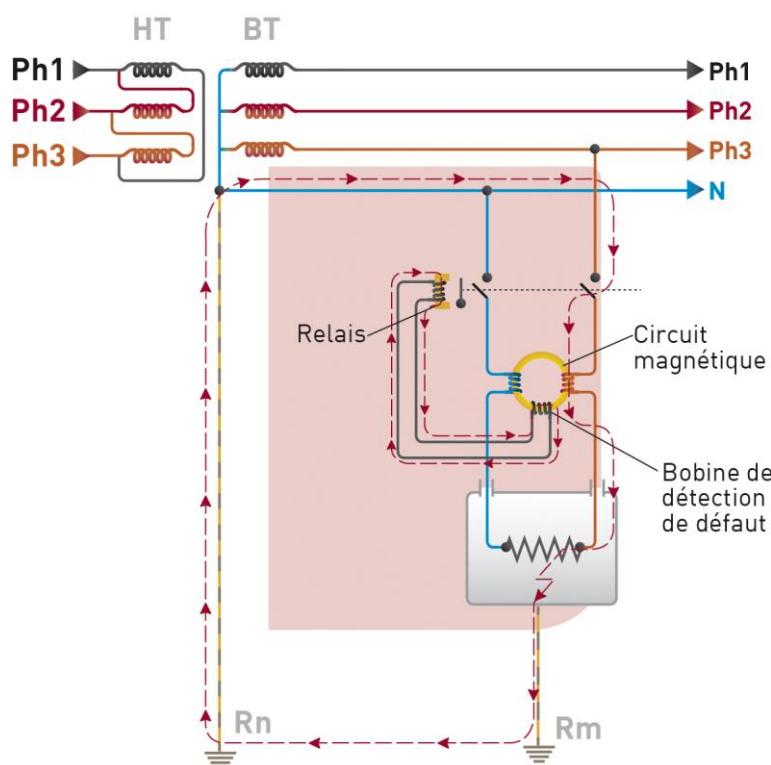 HT
BT
Ph1
Ph1
Ph2
Ph2
Ph3
Ph3
N
Relais
Circuit
magnétique
Bobine de
détection
de défaut
Rn
Rm